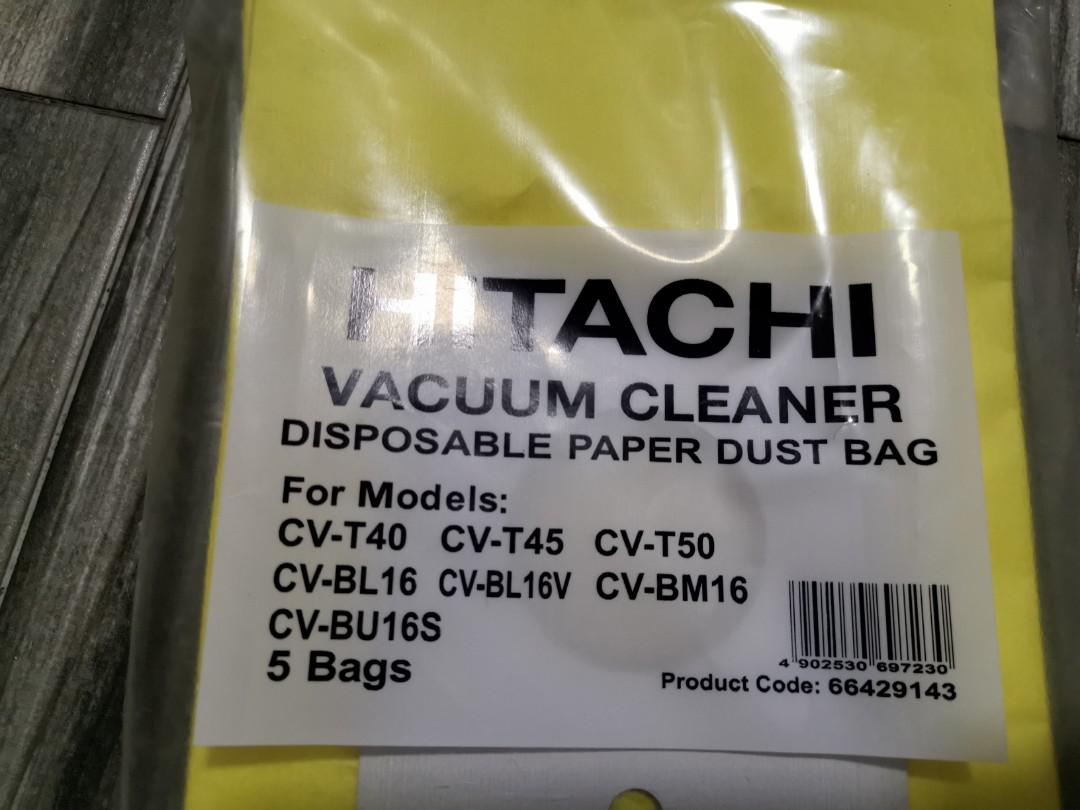 HITACHI
VACUUM CLEANER
DISPOSABLE PAPER DUST BAG
For Models:
CV-T40 CV-T45 CV-T50
CV-BL16 CV-BL16V CV-BM16
CV-BU16S
5 Bags
4 902530 697230
Product Code: 66429143